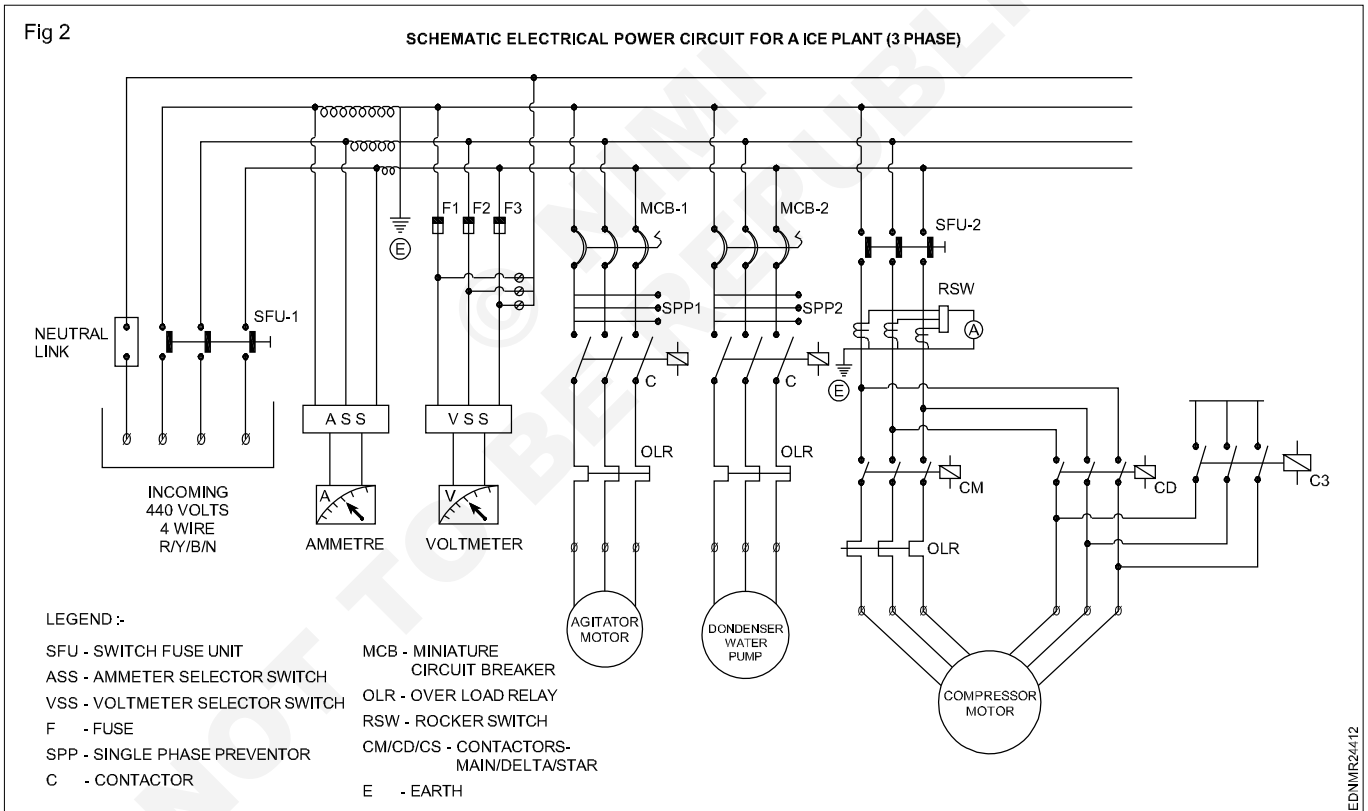 Fig 2
SCHEMATIC ELECTRICAL POWER CIRCUIT FOR A ICE PLANT (3 PHASE)
© NIMI
NOT TO BE REPUBLI
F1 F2 F3
MCB-1
MCB-2
SFU-2
E
RSW
SPP1
SPP2
NEUTRAL
LINK
SFU-1
A
E
C
C
A S S
V S S
OLR
OLR
CM
CD
C3
INCOMING
440 VOLTS
4 WIRE
R/Y/B/N
A
V
AMMETRE
VOLTMETER
OLR
AGITATOR
MOTOR
DONDENSER
WATER
PUMP
COMPRESSOR
MOTOR
LEGEND :-
SFU - SWITCH FUSE UNIT
ASS - AMMETER SELECTOR SWITCH
VSS - VOLTMETER SELECTOR SWITCH
F - FUSE
SPP - SINGLE PHASE PREVENTOR
C - CONTACTOR
MCB - MINIATURE
CIRCUIT BREAKER
OLR - OVER LOAD RELAY
RSW - ROCKER SWITCH
CM/CD/CS - CONTACTORS-
MAIN/DELTA/STAR
E - EARTH
EDNMR24412